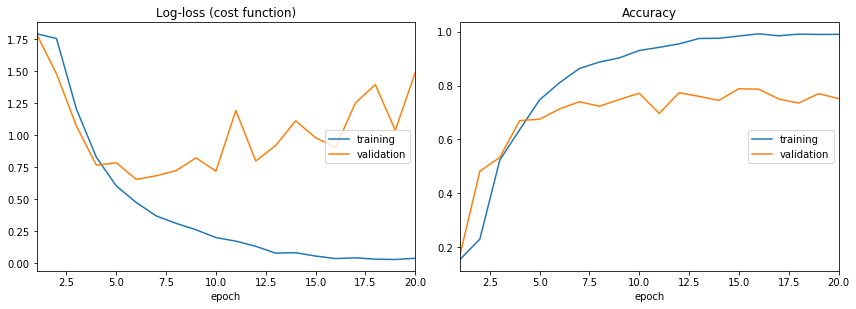 Log-loss (cost function)
1.75
1.50
1.25
1.00
0.75
0.50
0.25
0.00
training
validation
2.5 5.0 7.5 10.0 12.5 15.0 17.5 20.0
epoch
Accuracy
1.0
0.8
0.6
0.4
0.2
training
validation
2.5 5.0 7.5 10.0 12.5 15.0 17.5 20.0
epoch